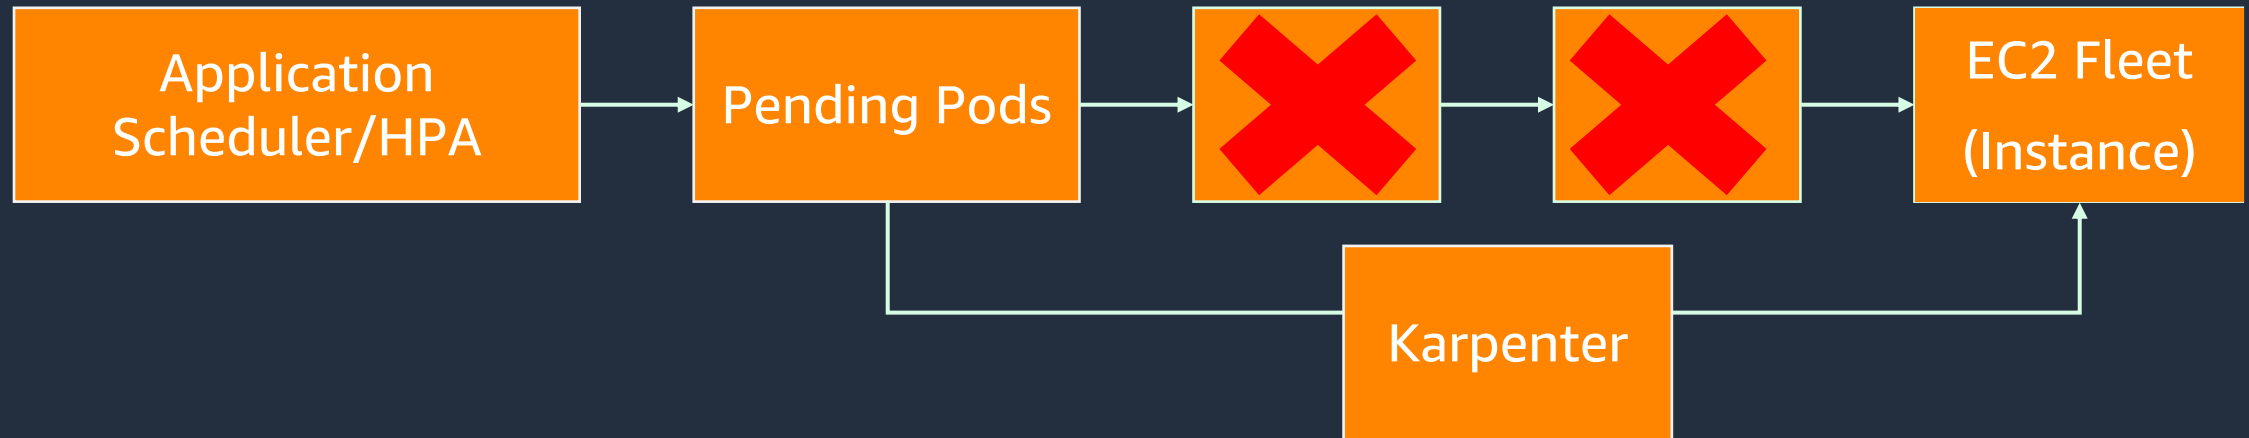 Application
Scheduler/HPA
Pending Pods
EC2 Fleet
(Instance)
Karpenter